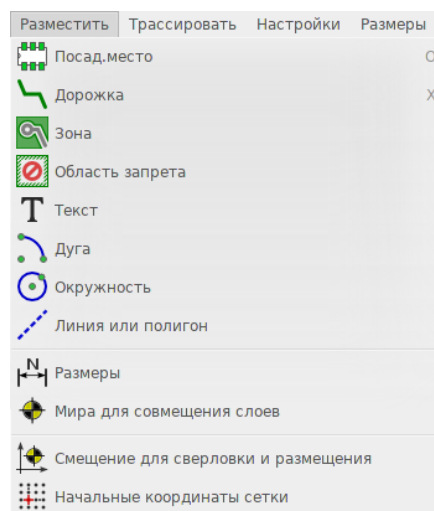 Разместить Трассировать Настройки Размеры
Посад.место
Дорожка X
Зона
Область запрета
T Текст
Дуга
Окружность
Линия или полигон
N Размеры
Мира для совмещения слоев
Смещение для сверловки и размещения
Начальные координаты сетки